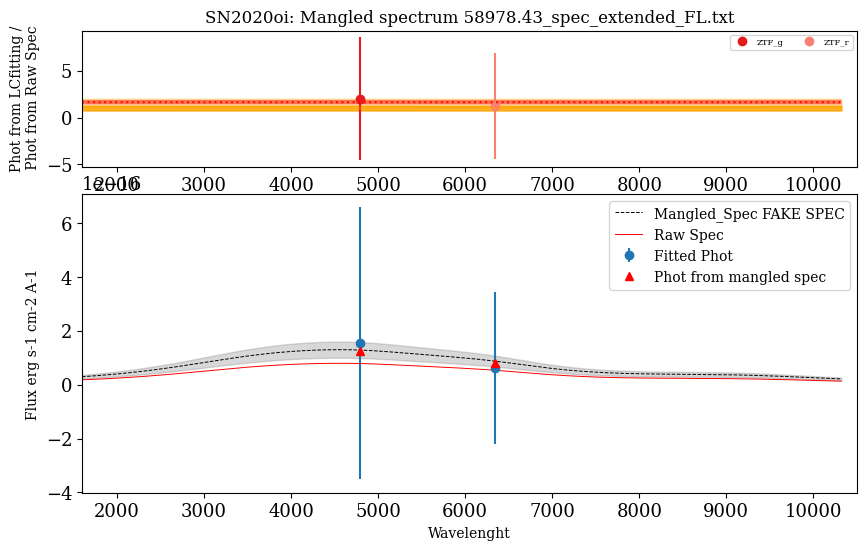 SN2020oi: Mangled spectrum 58978.43_spec_extended_FL.txt
Phot from LCfitting /
Phot from Raw Spec
ZTF_g
ZTF_r
5
0
−5
2000 3000 4000 5000 6000 7000 8000 9000 10000
1e−16
Flux erg s-1 cm-2 A-1
6
4
2
0
−2
−4
Mangled_Spec FAKE SPEC
Raw Spec
Fitted Phot
Phot from mangled spec
2000 3000 4000 5000 6000 7000 8000 9000 10000
Wavelenght